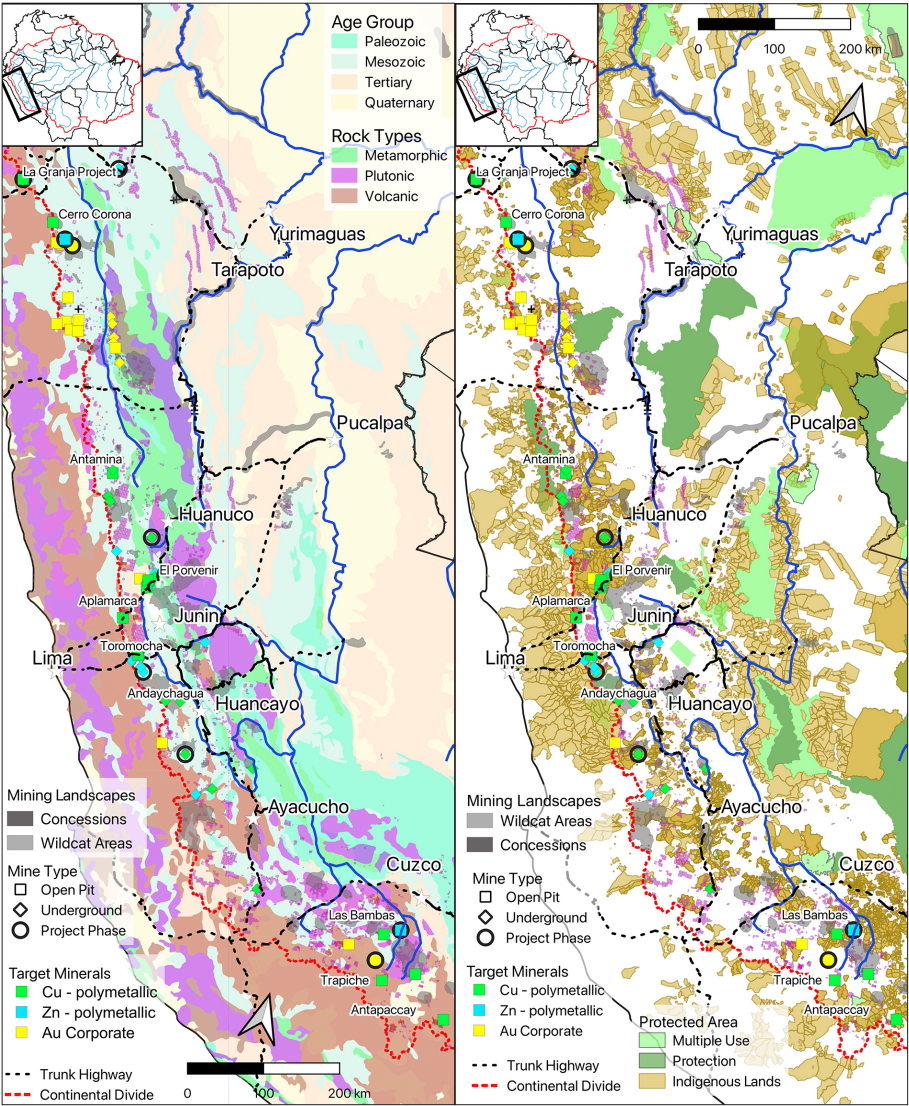 Age Group
Paleozoic
Mesozoic
Tertiary
Quaternary
Rock Types
Metamorphic
Plutonic
Volcanic
La Granja Project
Cerro Corona
Yurimaguas
Tarapoto
Pucalpa
Antamina
Huanuco
El Porvenir
Aplamarca
Junin
Toromocha
Lima
Andaychagua
Huancayo
Ayacucho
Cuzco
Las Bambas
Trapiche
Antapaccay
Mining Landscapes
Concessions
Wildcat Areas
Mine Type
Open Pit
Underground
Project Phase
Target Minerals
Cu - polymetallic
Zn - polymetallic
Au Corporate
Trunk Highway
Continental Divide
0 100 200 km
0 100 200 km
La Granja Project
Cerro Corona
Yurimaguas
Tarapoto
Pucalpa
Antamina
Huanuco
El Porvenir
Aplamarca
Junin
Toromocha
Lima
Andaychagua
Huancayo
Ayacucho
Cuzco
Las Bambas
Trapiche
Antapaccay
Mining Landscapes
Wildcat Areas
Concessions
Mine Type
Open Pit
Underground
Project Phase
Target Minerals
Cu - polymetallic
Zn - polymetallic
Au Corporate
Trunk Highway
Continental Divide
Protected Area
Multiple Use
Protection
Indigenous Lands